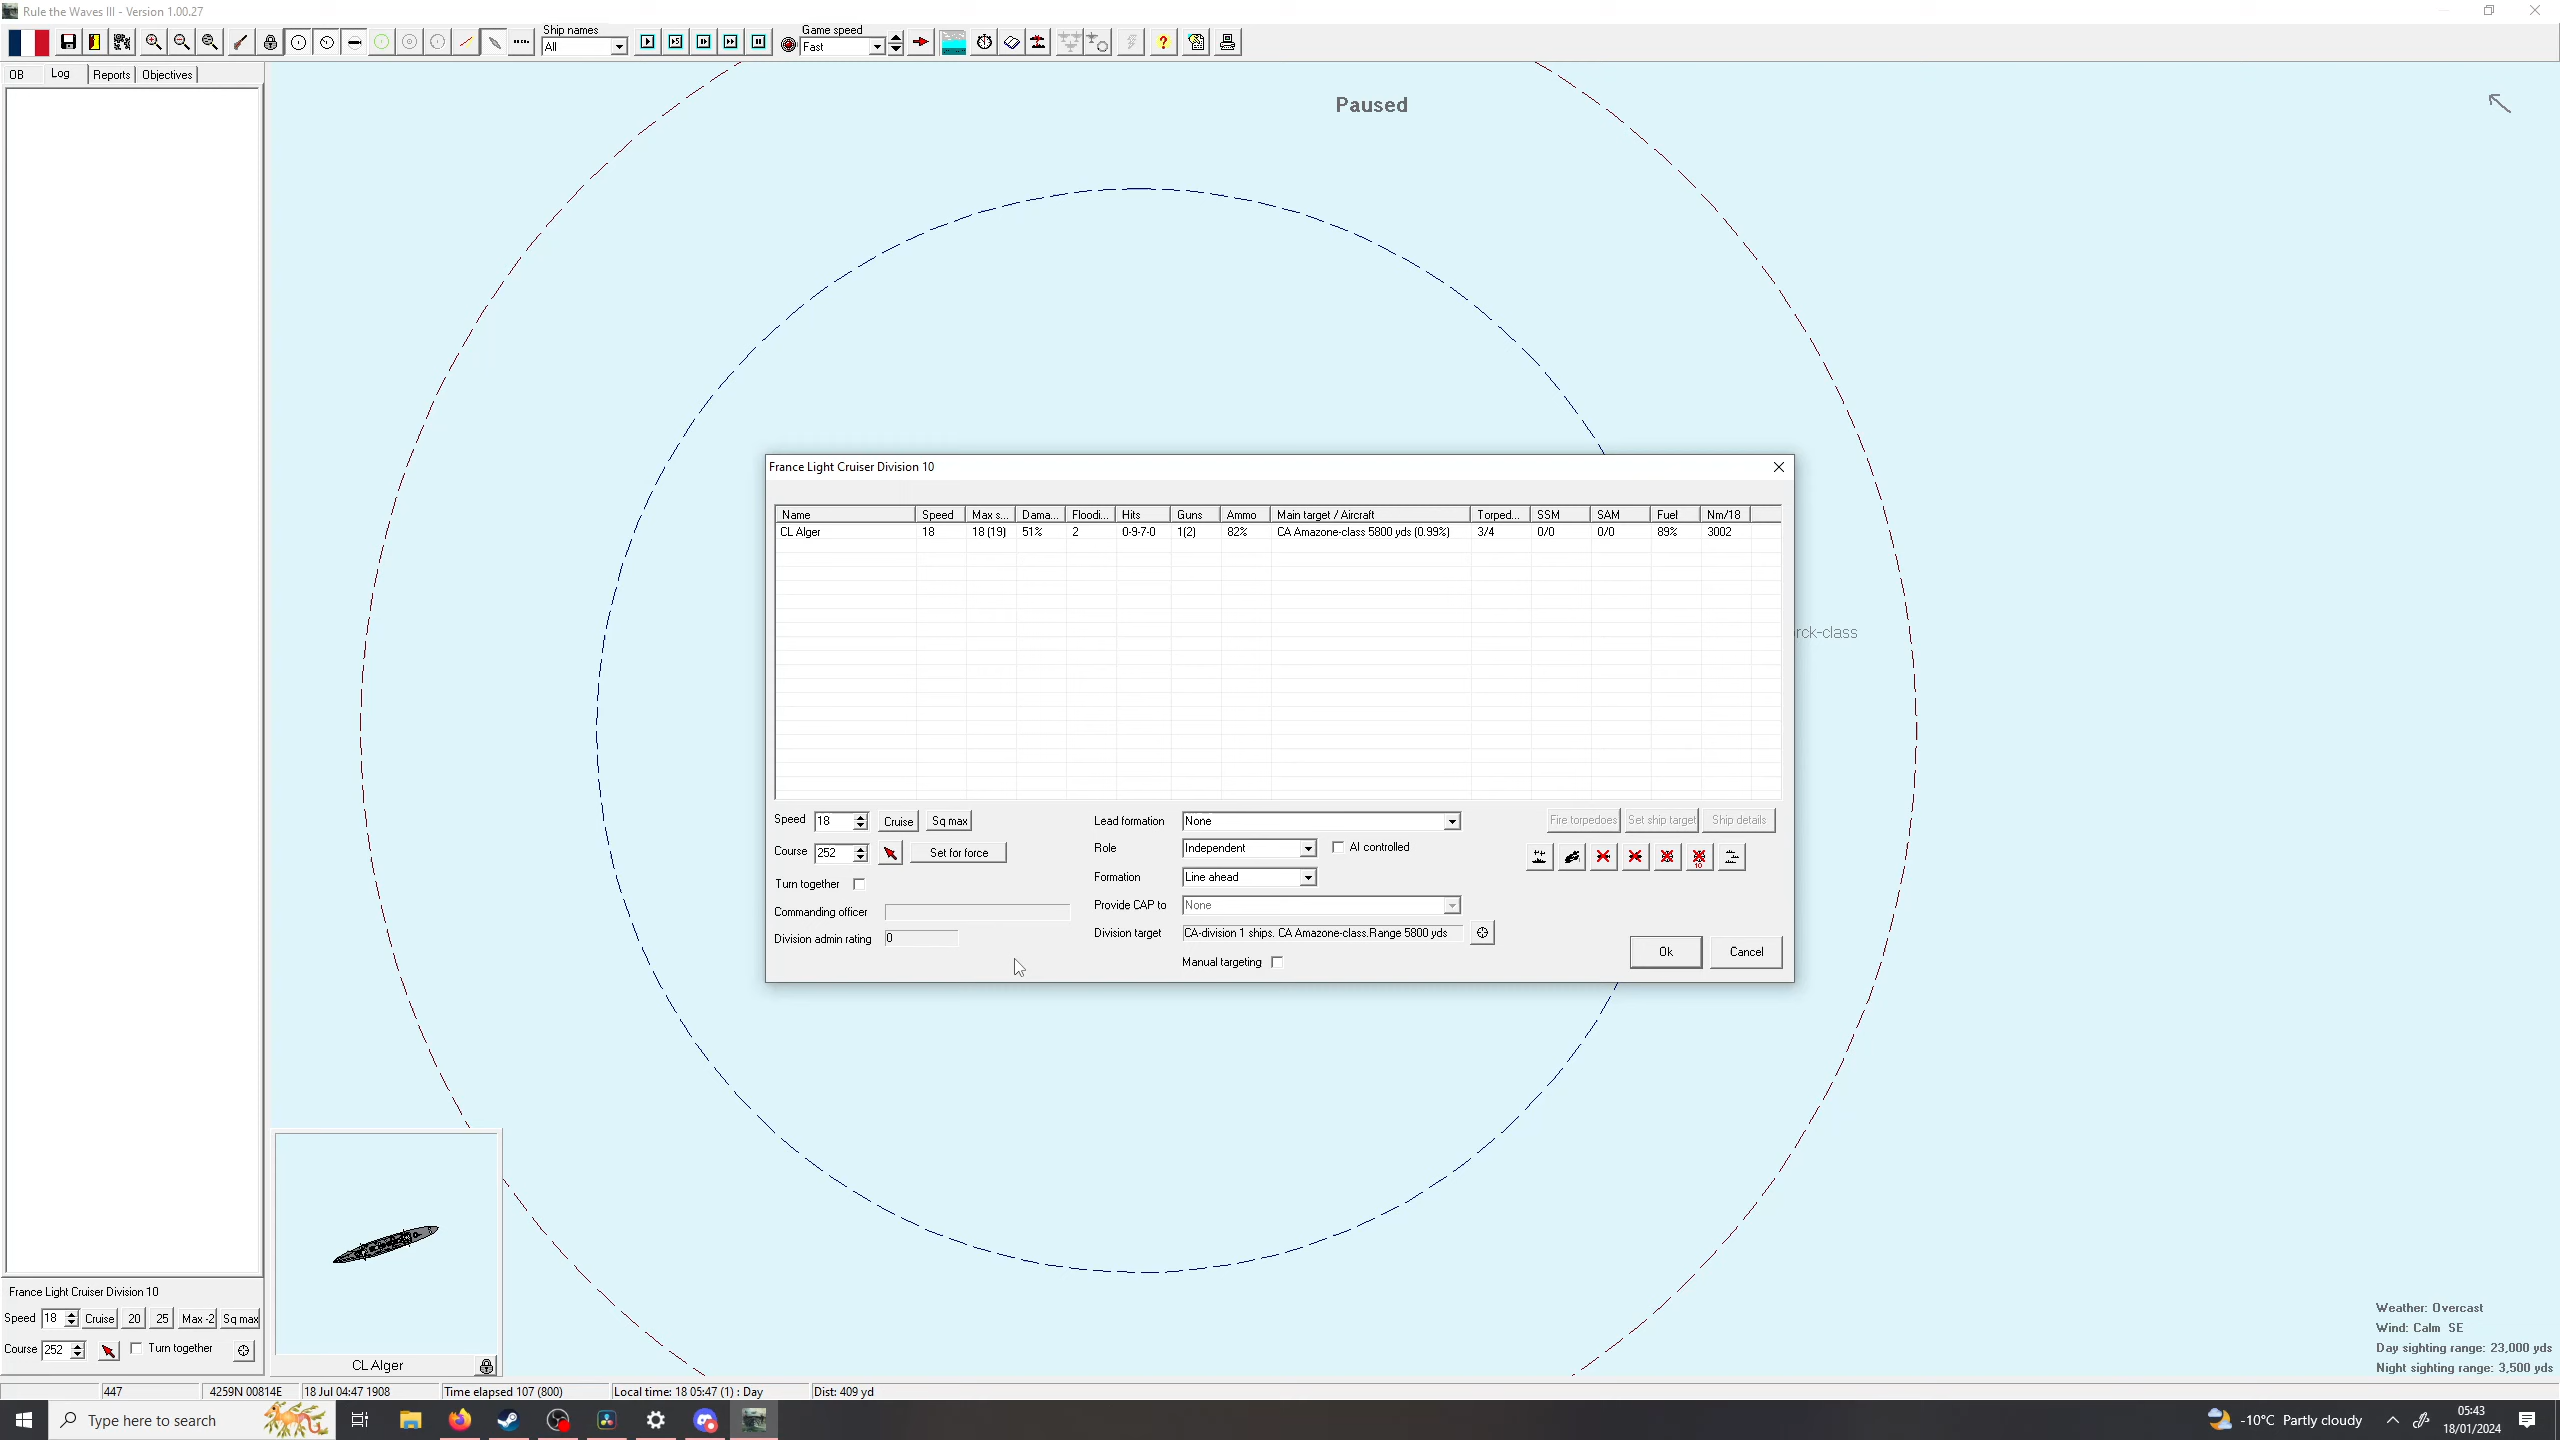 Rule the Waves III - Version 1.00.27
Ship names
All
Game speed
Fast
OB Log Reports Objectives
Paused
France Light Cruiser Division 10
Name Speed Max s... Dama... Floodi... Hits Guns Ammo Main target / Aircraft Torped... SSM SAM Fuel Nm/18
CL Alger 18 18 (19) 51% 2 0-9-7-0 1(2) 82% CA Amazone-class 5800 yds (0.99%) 3/4 0/0 0/0 89% 3002
rck-class
Speed 18 Cruise Sq max
Course 252 Set for force
Turn together
Commanding officer
Division admin rating 0
Lead formation None
Role Independent AI controlled
Formation Line ahead
Provide CAP to None
Division target CA-division 1 ships. CA Amazone-class.Range 5800 yds
Manual targeting
Fire torpedoes Set ship target Ship details
10
Ok Cancel
France Light Cruiser Division 10
Speed 18 Cruise 20 25 Max -2 Sq max
Course 252 Turn together
CL Alger
Weather: Overcast
Wind: Calm SE
Day sighting range: 23,000 yds
Night sighting range: 3,500 yds
447 4259N 00814E 18 Jul 04:47 1908 Time elapsed 107 (800) Local time: 18 05:47 (1) : Day Dist: 409 yd
Type here to search
-10°C Partly cloudy
05:43
18/01/2024